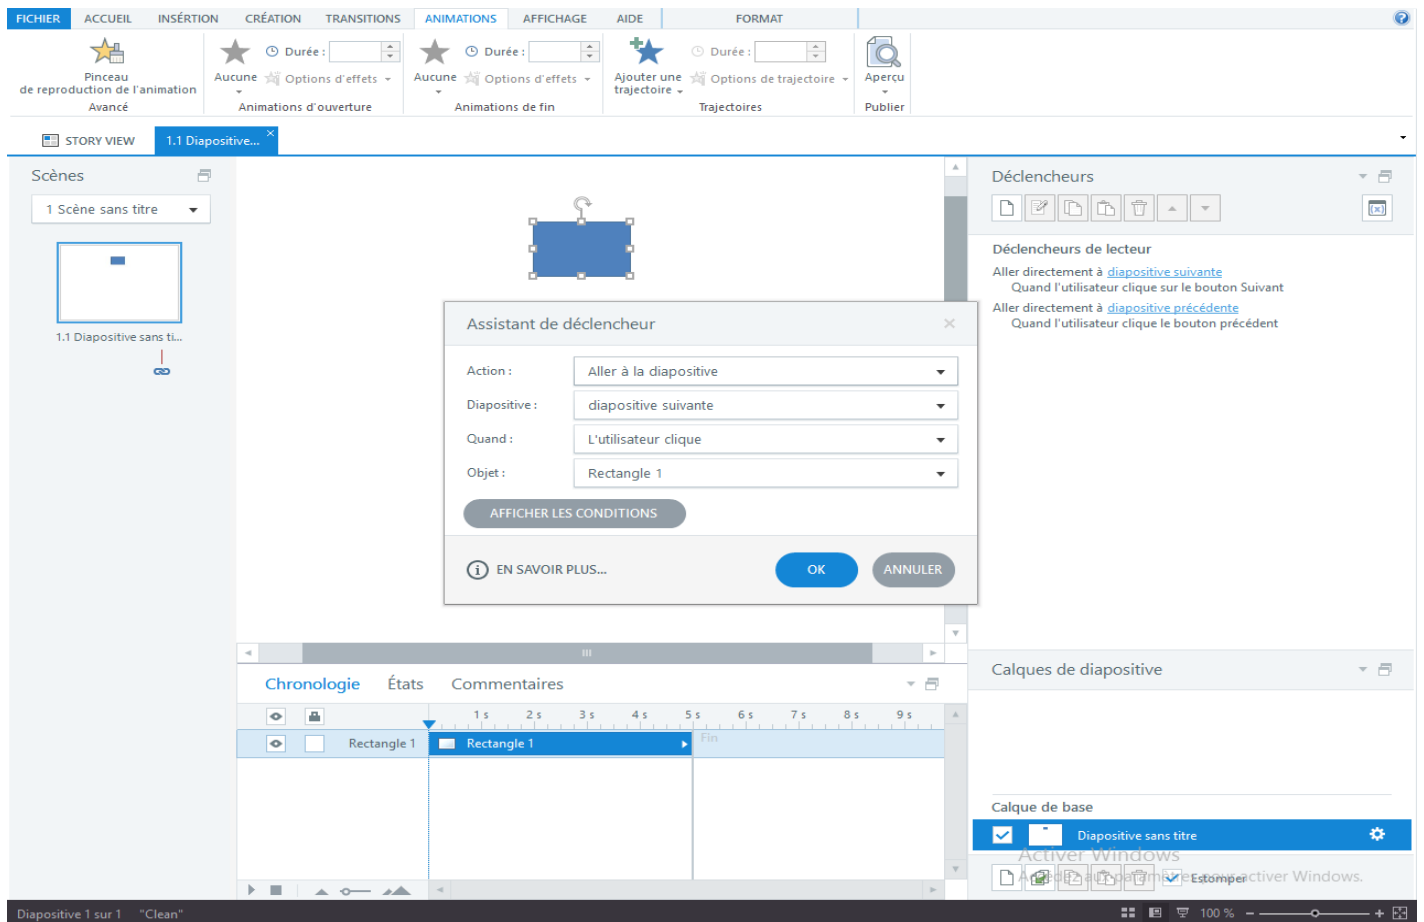 FICHIER ACCUEIL INSÉRTION CRÉATION TRANSITIONS ANIMATIONS AFFICHAGE AIDE FORMAT
Pinceau
de reproduction de l'animation
Avancé
Aucune
Durée :
Options d'effets
Animations d'ouverture
Aucune
Durée :
Options d'effets
Animations de fin
Ajouter une
trajectoire
Durée :
Options de trajectoire
Trajectoires
Aperçu
Publier
STORY VIEW 1.1 Diapositive...
Scènes
1 Scène sans titre
1.1 Diapositive sans ti...
Assistant de déclencheur
Action : Aller à la diapositive
Diapositive : diapositive suivante
Quand : L'utilisateur clique
Objet : Rectangle 1
AFFICHER LES CONDITIONS
EN SAVOIR PLUS... OK ANNULER
Déclencheurs
Déclencheurs de lecteur
Aller directement à diapositive suivante
Quand l'utilisateur clique sur le bouton Suivant
Aller directement à diapositive précédente
Quand l'utilisateur clique le bouton précédent
Chronologie États Commentaires
1 s 2 s 3 s 4 s 5 s 6 s 7 s 8 s 9 s
Rectangle 1 Rectangle 1 Fin
Calques de diapositive
Calque de base
Diapositive sans titre
Activer Windows
Accédez aux paramètres pour activer Windows.
Estomper
Diapositive 1 sur 1 "Clean" 100 %